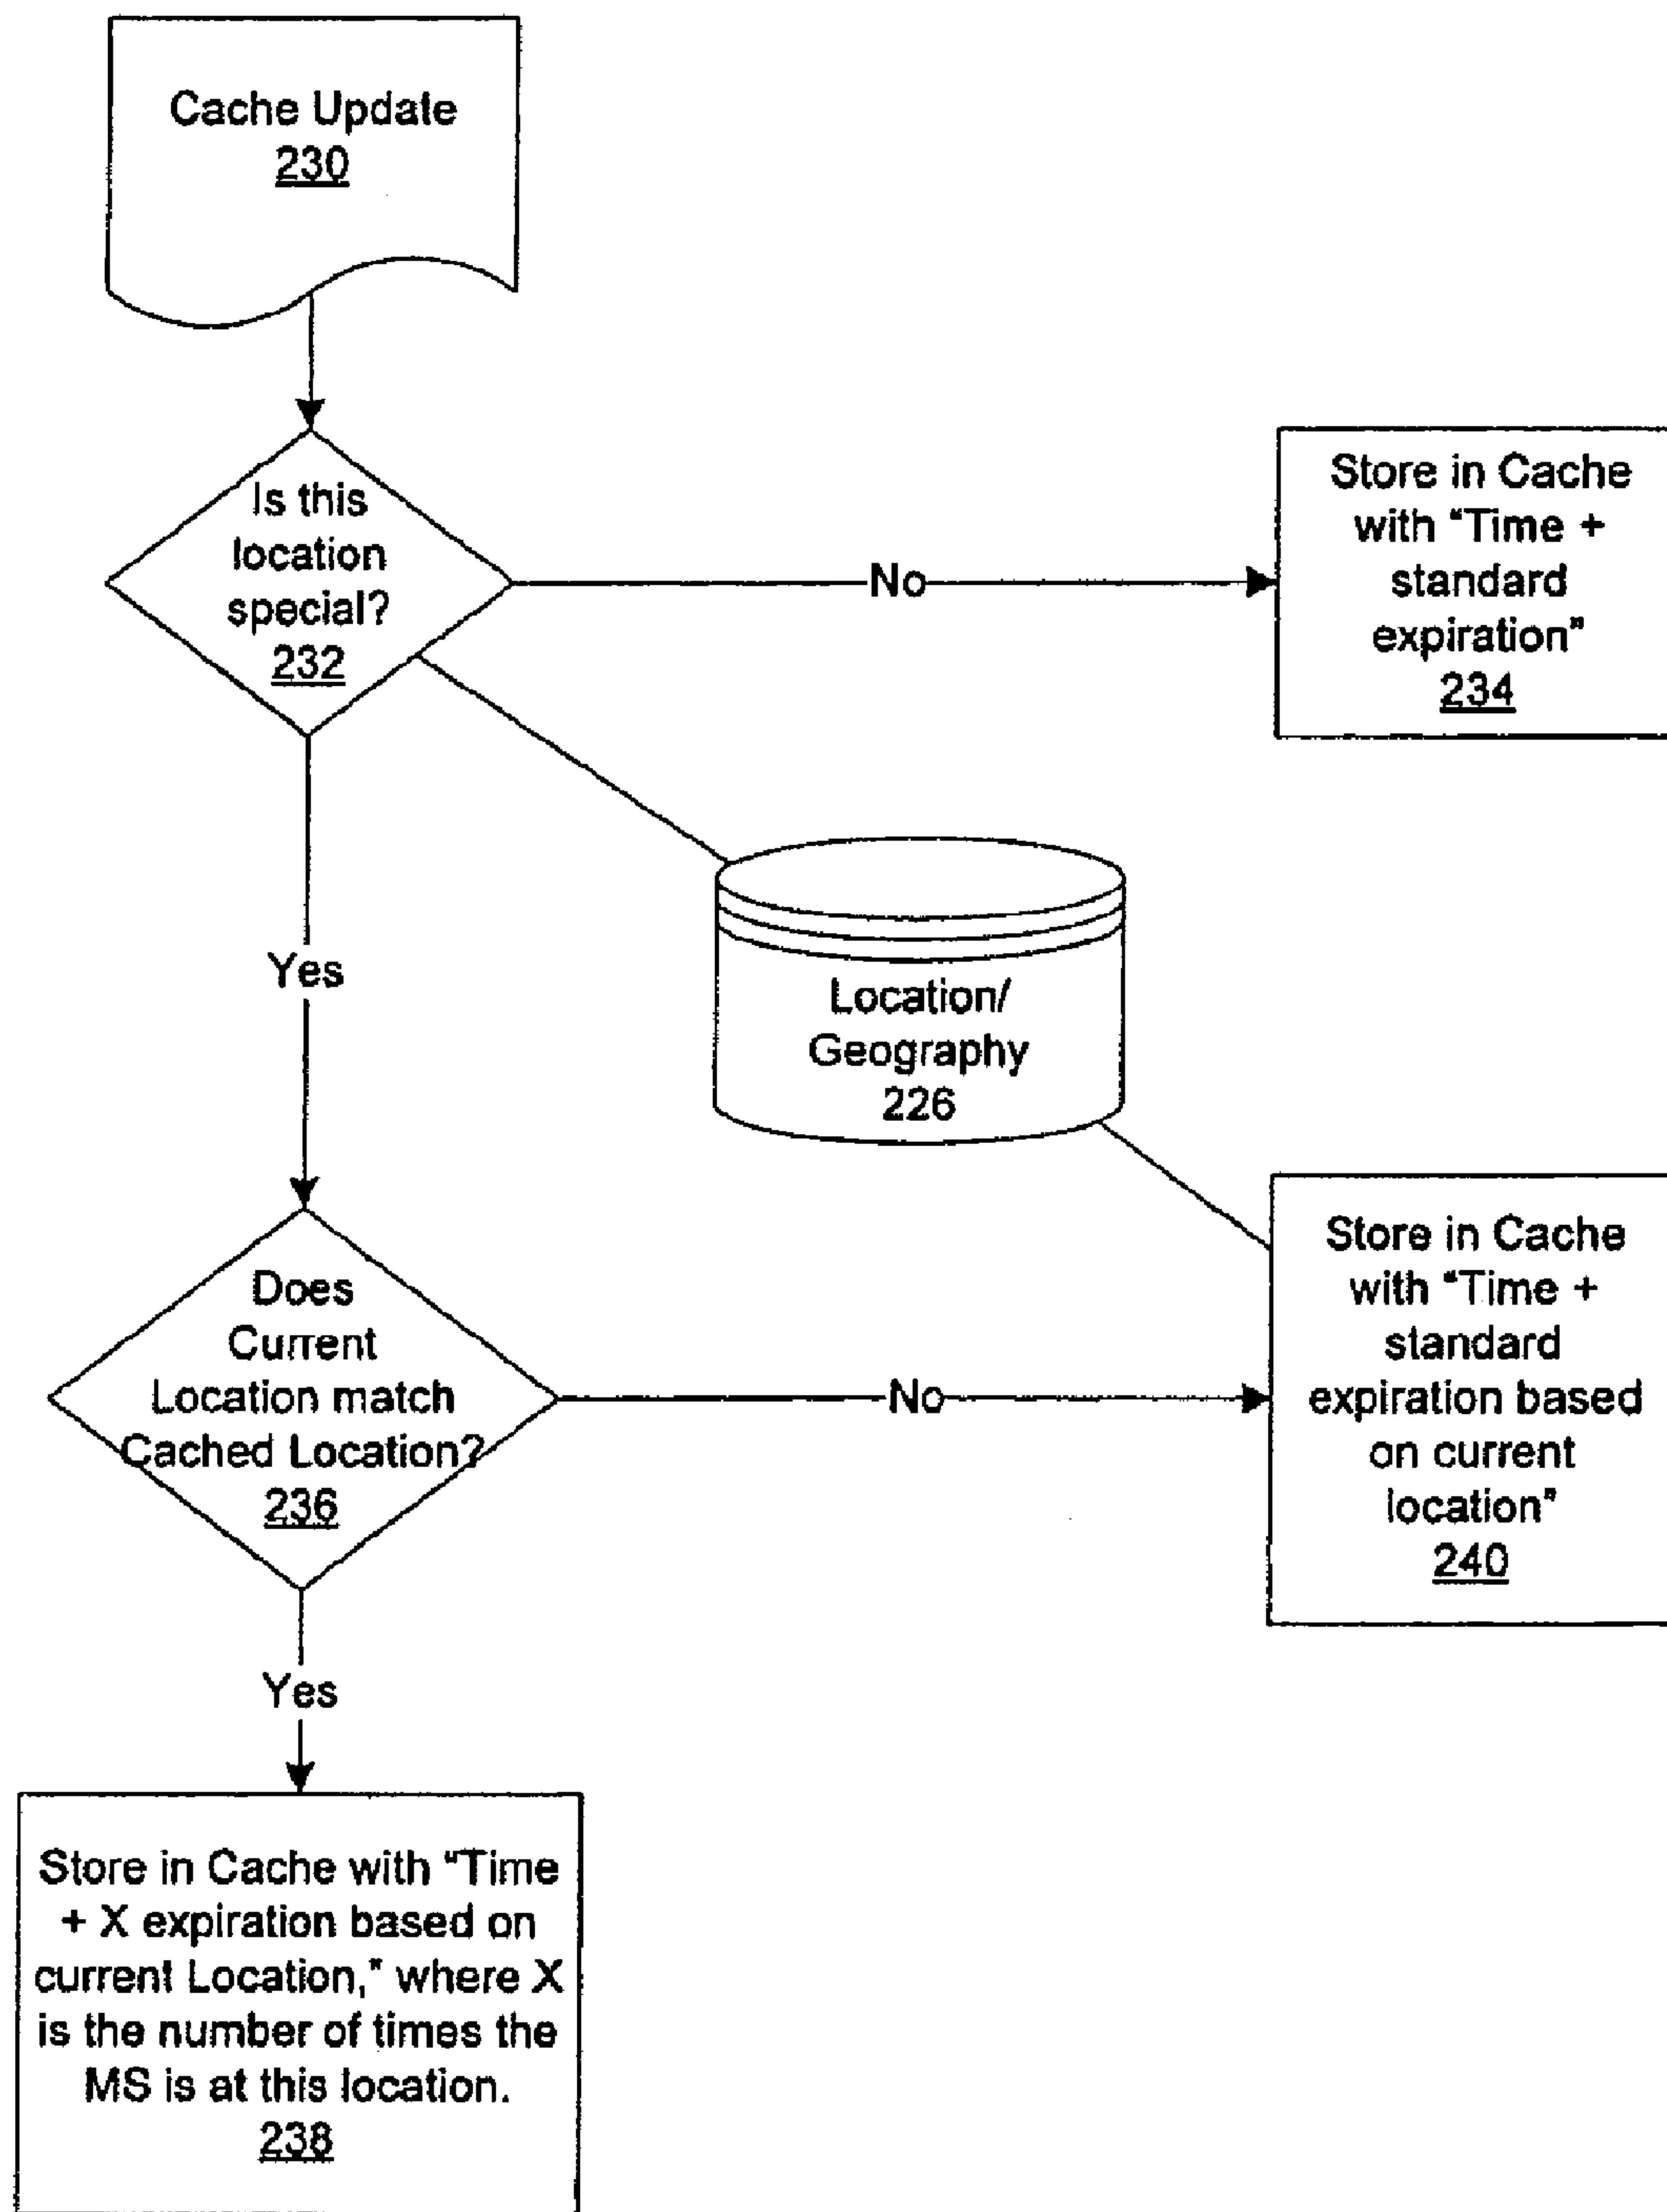 Cache Update
230
Is this
location
special?
232
No
Store in Cache
with "Time +
standard
expiration"
234
Yes
Location/
Geography
226
Does
Current
Location match
Cached Location?
236
No
Store in Cache
with "Time +
standard
expiration based
on current
location"
240
Yes
Store in Cache with "Time
+ X expiration based on
current Location," where X
is the number of times the
MS is at this location.
238